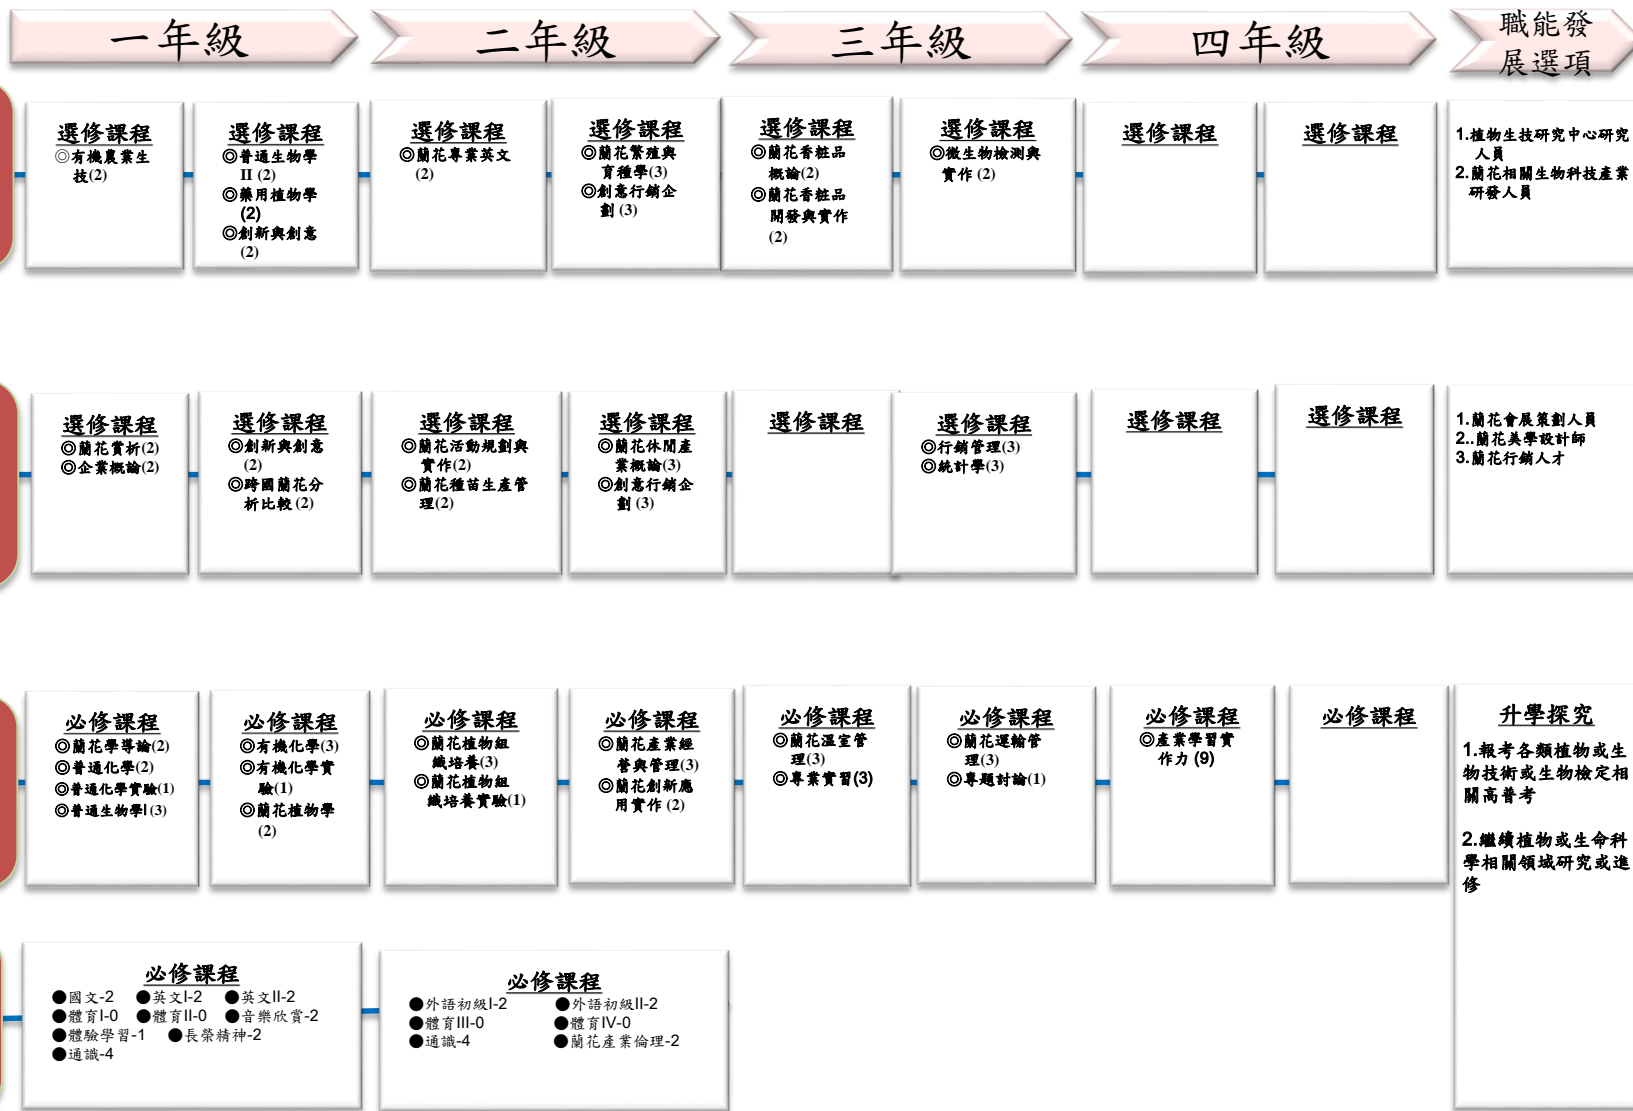 一年級
二年級
三年級
四年級
職能發
展選項
選修課程
◎有機農業生
技(2)
選修課程
◎普通生物學
II (2)
◎藥用植物學
(2)
◎創新與創意
(2)
選修課程
◎蘭花專業英文
(2)
選修課程
◎蘭花繁殖與
育種學(3)
◎創意行銷企
劃 (3)
選修課程
◎蘭花香粧品
概論(2)
◎蘭花香粧品
開發與實作
(2)
選修課程
◎微生物檢測與
實作 (2)
選修課程
選修課程
1.植物生技研究中心研究
人員
2.蘭花相關生物科技產業
研發人員
選修課程
◎蘭花賞析(2)
◎企業概論(2)
選修課程
◎創新與創意
(2)
◎跨國蘭花分
析比較 (2)
選修課程
◎蘭花活動規劃與
實作(2)
◎蘭花種苗生產管
理(2)
選修課程
◎蘭花休閒產
業概論(3)
◎創意行銷企
劃 (3)
選修課程
選修課程
◎行銷管理(3)
◎統計學(3)
選修課程
選修課程
1.蘭花會展策劃人員
2..蘭花美學設計師
3.蘭花行銷人才
必修課程
◎蘭花學導論(2)
◎普通化學(2)
◎普通化學實驗(1)
◎普通生物學I (3)
必修課程
◎有機化學(3)
◎有機化學實
驗(1)
◎蘭花植物學
(2)
必修課程
◎蘭花植物組
織培養(3)
◎蘭花植物組
織培養實驗(1)
必修課程
◎蘭花產業經
營與管理(3)
◎蘭花創新應
用實作 (2)
必修課程
◎蘭花溫室管
理(3)
◎專業實習(3)
必修課程
◎蘭花運輸管
理(3)
◎專題討論(1)
必修課程
◎產業學習實
作力 (9)
必修課程
升學探究
1.報考各類植物或生
物技術或生物檢定相
關高普考
2.繼續植物或生命科
學相關領域研究或進
修
必修課程
●國文-2 ●英文I-2 ●英文II-2
●體育I-0 ●體育II-0 ●音樂欣賞-2
●體驗學習-1 ●長榮精神-2
●通識-4
必修課程
●外語初級I-2 ●外語初級II-2
●體育III-0 ●體育IV-0
●通識-4 ●蘭花產業倫理-2